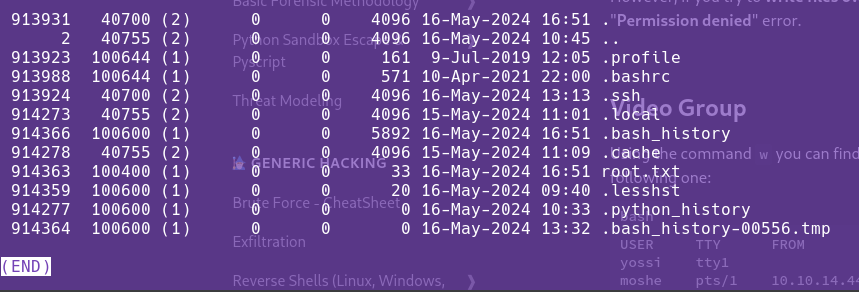 Basic Forensic Methodology
However, if you try to write files
913931 40700 (2) 0 0 4096 16-May-2024 16:51 .
"Permission denied" error.
2 40755 (2) 0 0 4096 16-May-2024 10:45 ..
Python Sandbox Escape
Pyscript
913923 100644 (1) 0 0 161 9-Jul-2019 12:05 .profile
913988 100644 (1) 0 0 571 10-Apr-2021 22:00 .bashrc
913924 40700 (2) 0 0 4096 16-May-2024 13:13 .ssh
Threat Modeling
Video Group
914273 40755 (2) 0 0 4096 15-May-2024 11:01 .local
914366 100600 (1) 0 0 5892 16-May-2024 16:51 .bash_history
914278 40755 (2) 0 0 4096 15-May-2024 11:09 .cache
Using the command w you can find
GENERIC HACKING
914363 100400 (1) 0 0 33 16-May-2024 16:51 root.txt
following one:
914359 100600 (1) 0 0 20 16-May-2024 09:40 .lesshst
Brute Force - CheatSheet
914277 100600 (1) 0 0 0 16-May-2024 10:33 .python_history
914364 100600 (1) 0 0 0 16-May-2024 13:32 .bash_history-00556.tmp
Exfiltration
USER TTY FROM
yossi tty1
(END)
Reverse Shells (Linux, Windows,
moshe pts/1 10.10.14.44